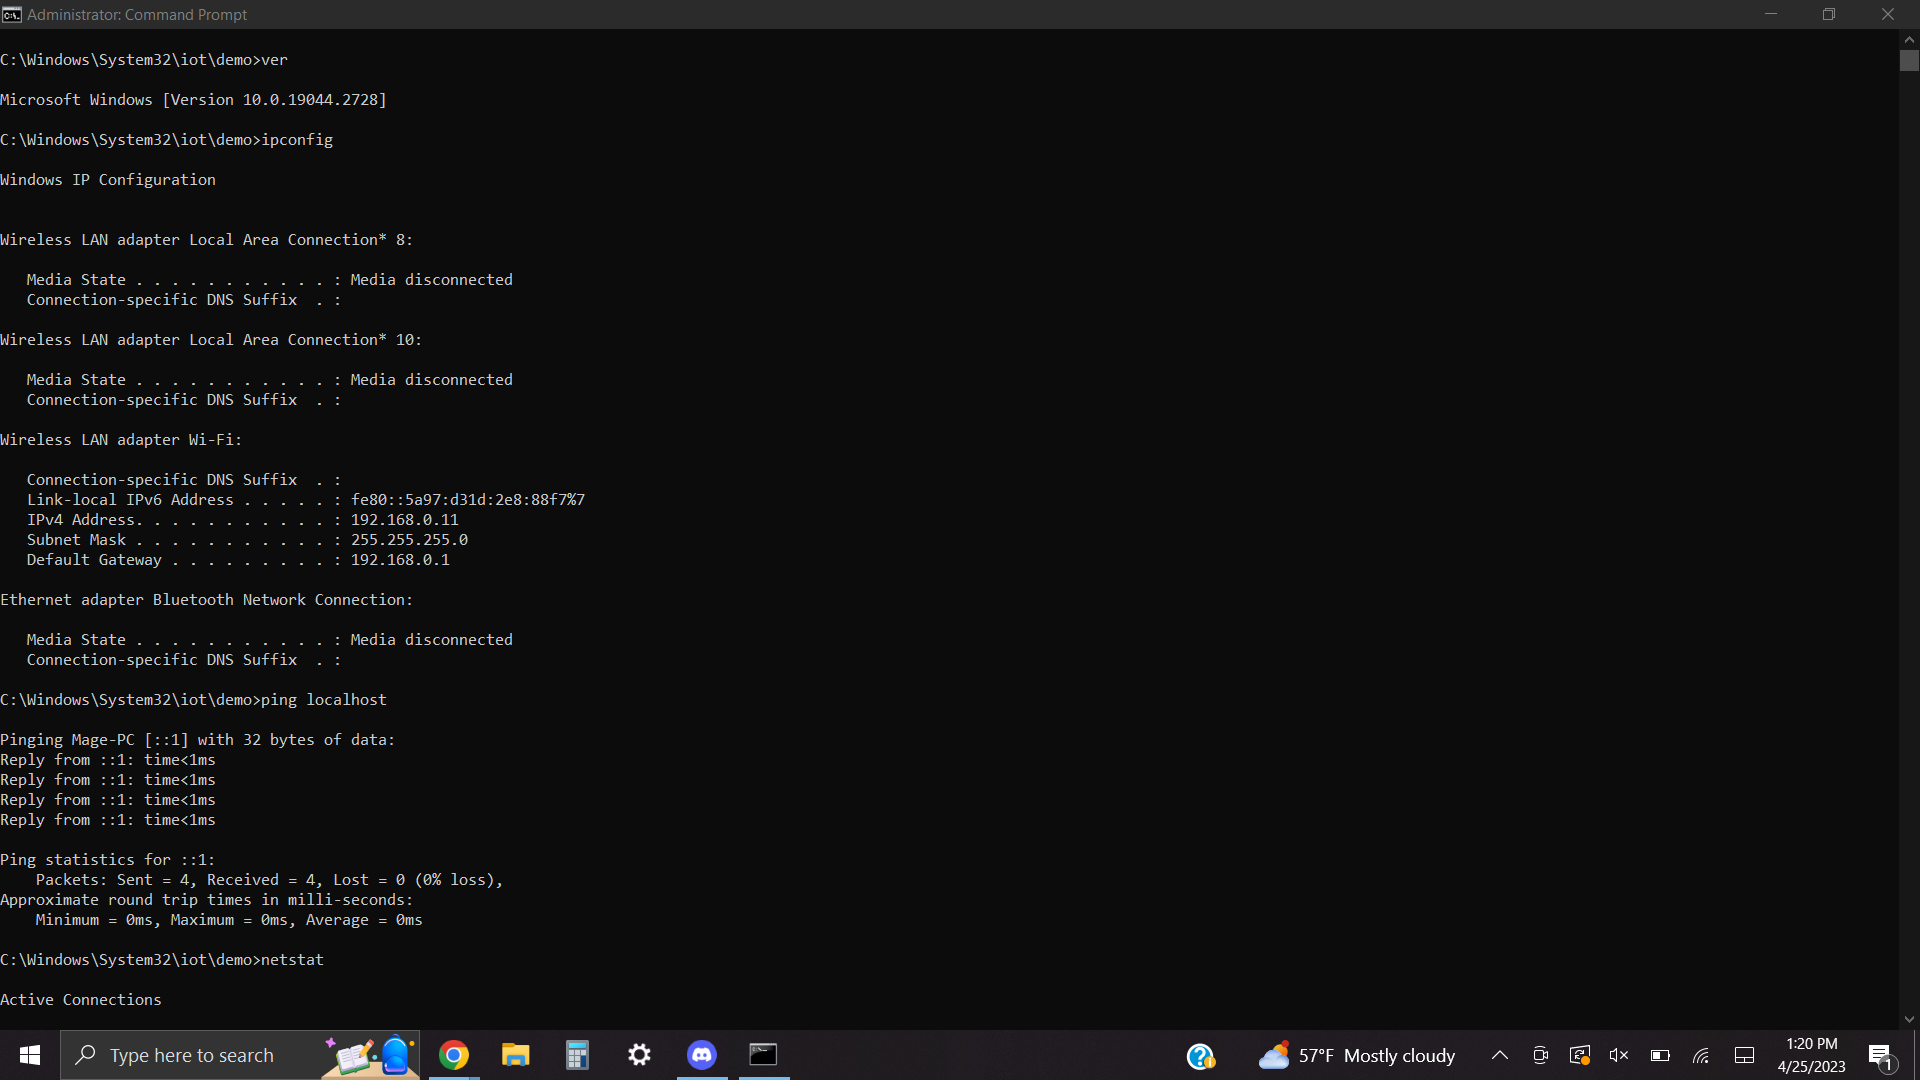 Administrator: Command Prompt
C:\Windows\System32\iot\demo>ver
Microsoft Windows [Version 10.0.19044.2728]
C:\Windows\System32\iot\demo>ipconfig
Windows IP Configuration
Wireless LAN adapter Local Area Connection* 8:
   Media State . . . . . . . . . . . : Media disconnected
   Connection-specific DNS Suffix  . :
Wireless LAN adapter Local Area Connection* 10:
   Media State . . . . . . . . . . . : Media disconnected
   Connection-specific DNS Suffix  . :
Wireless LAN adapter Wi-Fi:
   Connection-specific DNS Suffix  . :
   Link-local IPv6 Address . . . . . : fe80::5a97:d31d:2e8:88f7%7
   IPv4 Address. . . . . . . . . . . : 192.168.0.11
   Subnet Mask . . . . . . . . . . . : 255.255.255.0
   Default Gateway . . . . . . . . . : 192.168.0.1
Ethernet adapter Bluetooth Network Connection:
   Media State . . . . . . . . . . . : Media disconnected
   Connection-specific DNS Suffix  . :
C:\Windows\System32\iot\demo>ping localhost
Pinging Mage-PC [::1] with 32 bytes of data:
Reply from ::1: time<1ms
Reply from ::1: time<1ms
Reply from ::1: time<1ms
Reply from ::1: time<1ms
Ping statistics for ::1:
    Packets: Sent = 4, Received = 4, Lost = 0 (0% loss),
Approximate round trip times in milli-seconds:
    Minimum = 0ms, Maximum = 0ms, Average = 0ms
C:\Windows\System32\iot\demo>netstat
Active Connections
Type here to search
57°F Mostly cloudy
1:20 PM
4/25/2023
1